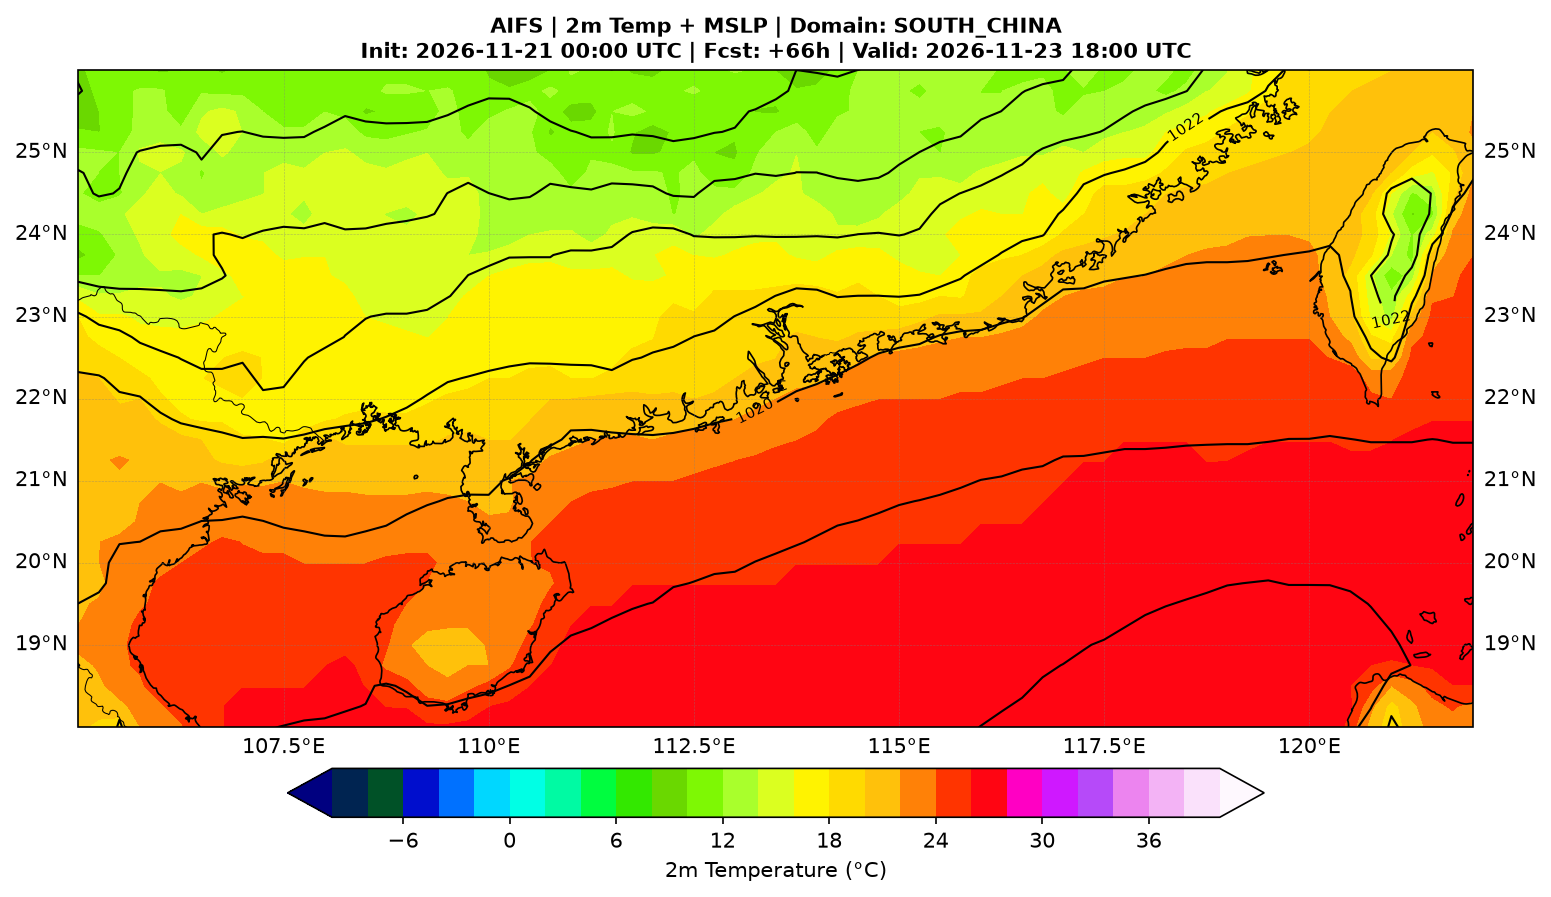 AIFS | 2m Temp + MSLP | Domain: SOUTH_CHINA
Init: 2026-11-21 00:00 UTC | Fcst: +66h | Valid: 2026-11-23 18:00 UTC
1022
25°N 25°N
24°N 24°N
23°N 1022 23°N
22°N 1020 22°N
21°N 21°N
20°N 20°N
19°N 19°N
107.5°E 110°E 112.5°E 115°E 117.5°E 120°E
−6 0 6 12 18 24 30 36
2m Temperature (°C)